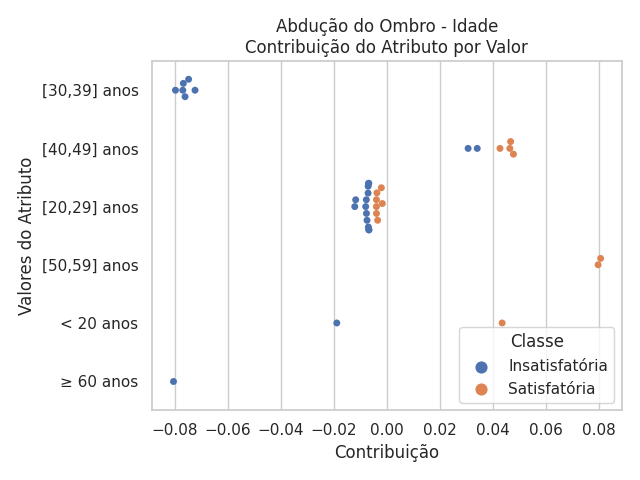 Abdução do Ombro - Idade
Contribuição do Atributo por Valor
Valores do Atributo
[30,39] anos
[40,49] anos
[20,29] anos
[50,59] anos
< 20 anos
≥ 60 anos
Classe
Insatisfatória
Satisfatória
−0.08 −0.06 −0.04 −0.02 0.00 0.02 0.04 0.06 0.08
Contribuição